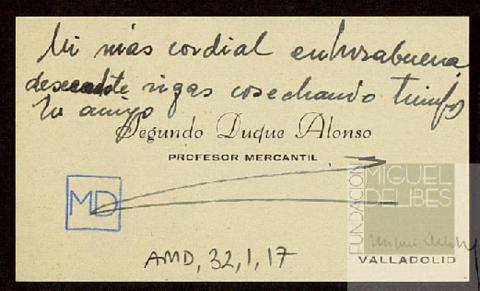 Mi más cordial enhorabuena,
deseándote sigas cosechando triunfos
Tu amigo
Segundo Duque Alonso
PROFESOR MERCANTIL
MD
FUNDACIÓN
MIGUEL
DELIBES
VALLADOLID
AMD, 32, 1, 17